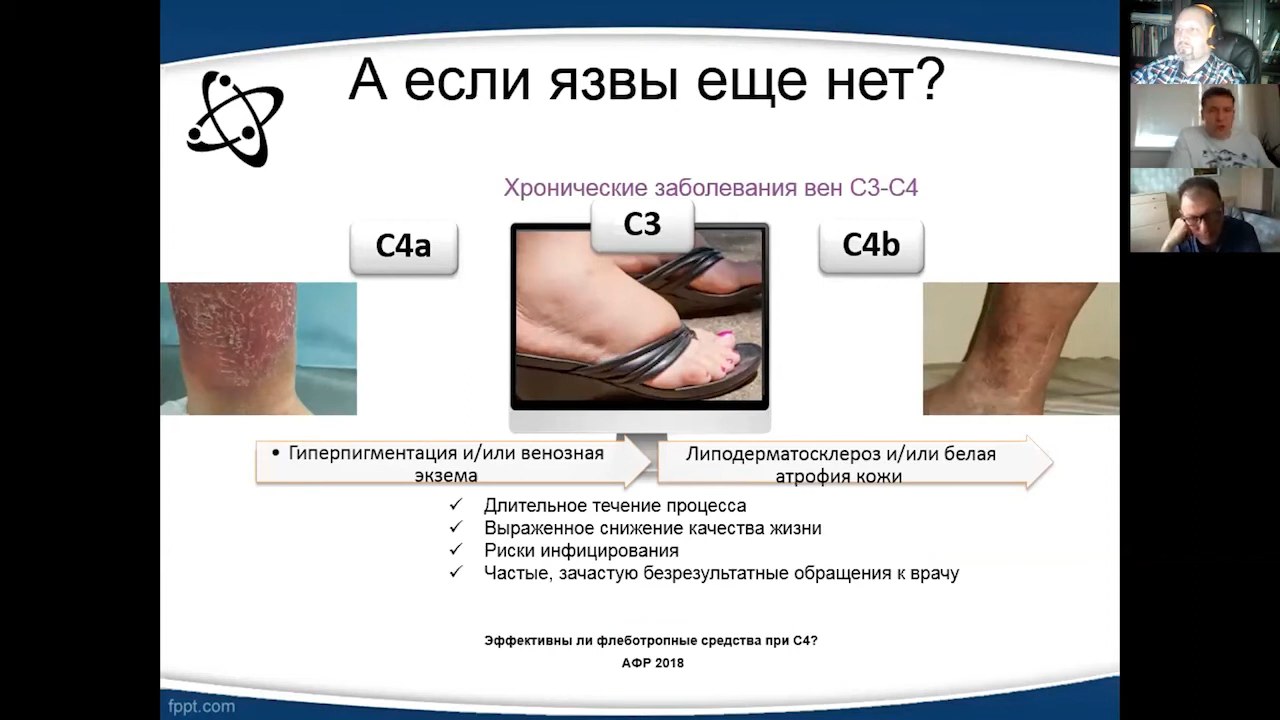 А если язвы еще нет?
Хронические заболевания вен С3-С4
С4а
С3
C4b
• Гиперпигментация и/или венозная
экзема
Липодерматосклероз и/или белая
атрофия кожи
✓ Длительное течение процесса
✓ Выраженное снижение качества жизни
✓ Риски инфицирования
✓ Частые, зачастую безрезультатные обращения к врачу
Эффективны ли флеботропные средства при С4?
АФР 2018
fppt.com